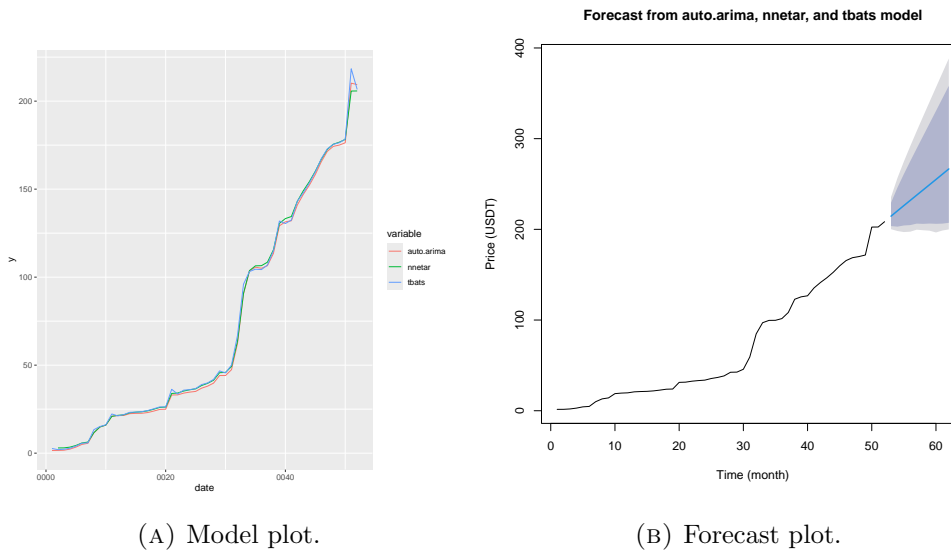 200
150
100
50
0
y
0000
0020
0040
date
variable
auto.arima
nnetar
tbats
(A) Model plot.
Forecast from auto.arima, nnetar, and tbats model
400
300
200
100
0
Price (USDT)
0 10 20 30 40 50 60
Time (month)
(B) Forecast plot.